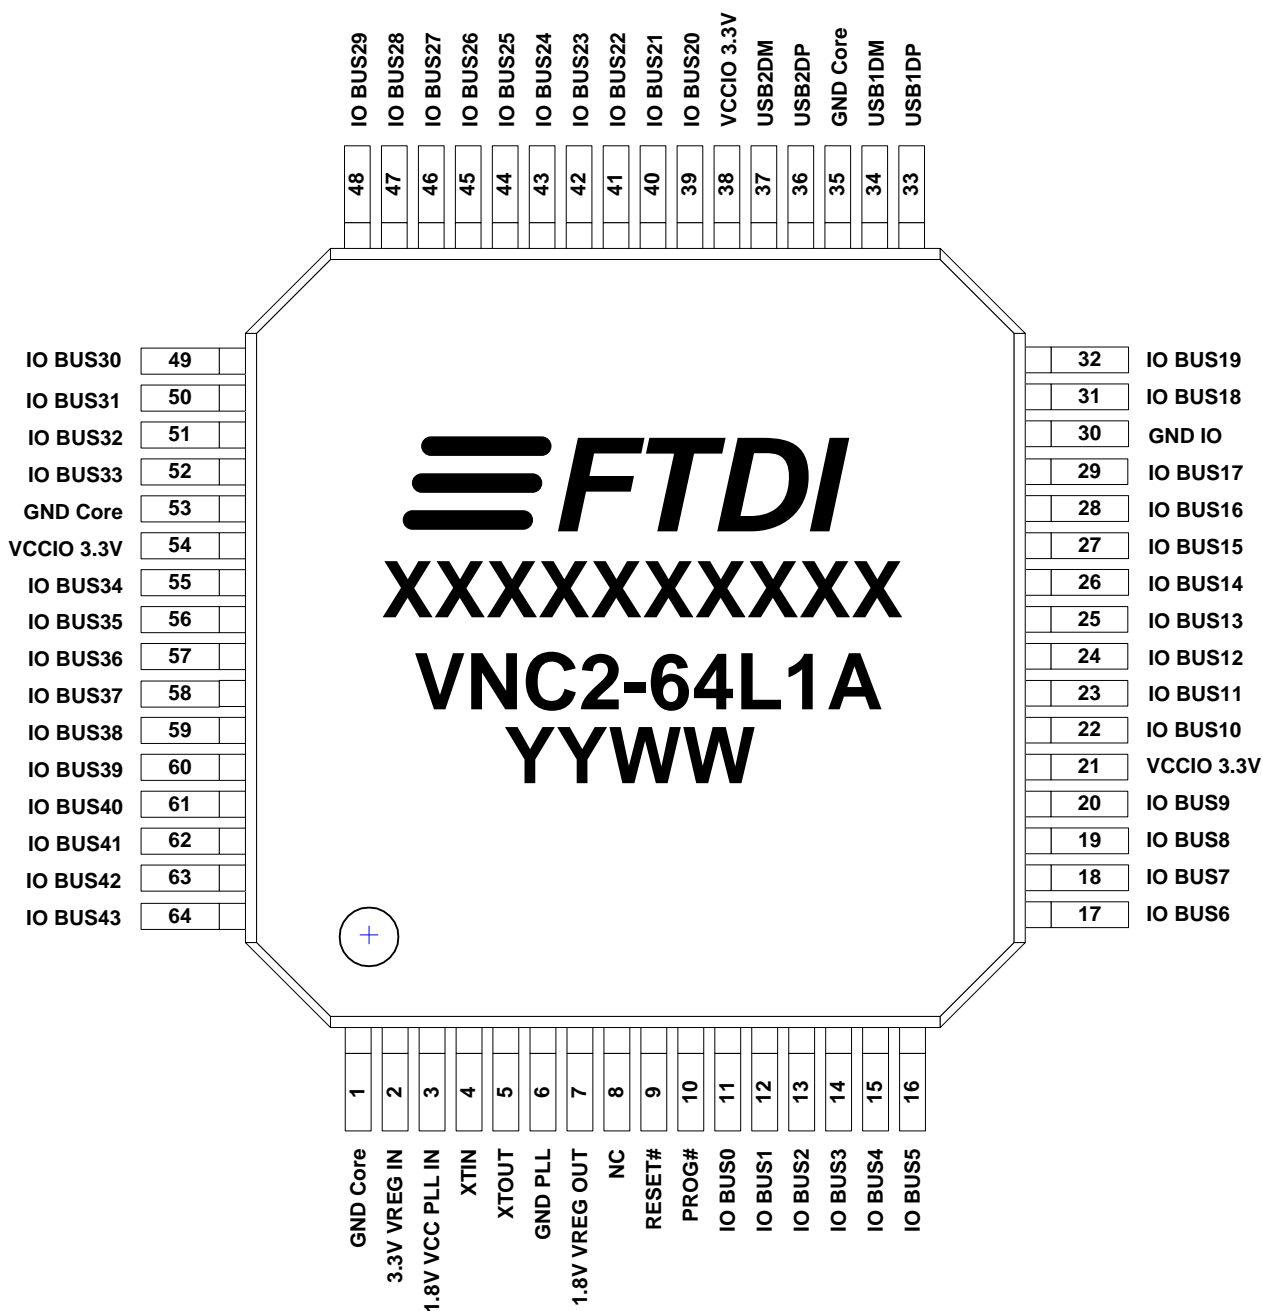 IO BUS29
IO BUS28
IO BUS27
IO BUS26
IO BUS25
IO BUS24
IO BUS23
IO BUS22
IO BUS21
IO BUS20
VCCIO 3.3V
USB2DM
USB2DP
GND Core
USB1DM
USB1DP
48
47
46
45
44
43
42
41
40
39
38
37
36
35
34
33
IO BUS30 49
IO BUS31 50
IO BUS32 51
IO BUS33 52
GND Core 53
VCCIO 3.3V 54
IO BUS34 55
IO BUS35 56
IO BUS36 57
IO BUS37 58
IO BUS38 59
IO BUS39 60
IO BUS40 61
IO BUS41 62
IO BUS42 63
IO BUS43 64
FTDI
XXXXXXXXXX
VNC2-64L1A
YYWW
32 IO BUS19
31 IO BUS18
30 GND IO
29 IO BUS17
28 IO BUS16
27 IO BUS15
26 IO BUS14
25 IO BUS13
24 IO BUS12
23 IO BUS11
22 IO BUS10
21 VCCIO 3.3V
20 IO BUS9
19 IO BUS8
18 IO BUS7
17 IO BUS6
1
2
3
4
5
6
7
8
9
10
11
12
13
14
15
16
GND Core
3.3V VREG IN
1.8V VCC PLL IN
XTIN
XTOUT
GND PLL
1.8V VREG OUT
NC
RESET#
PROG#
IO BUS0
IO BUS1
IO BUS2
IO BUS3
IO BUS4
IO BUS5